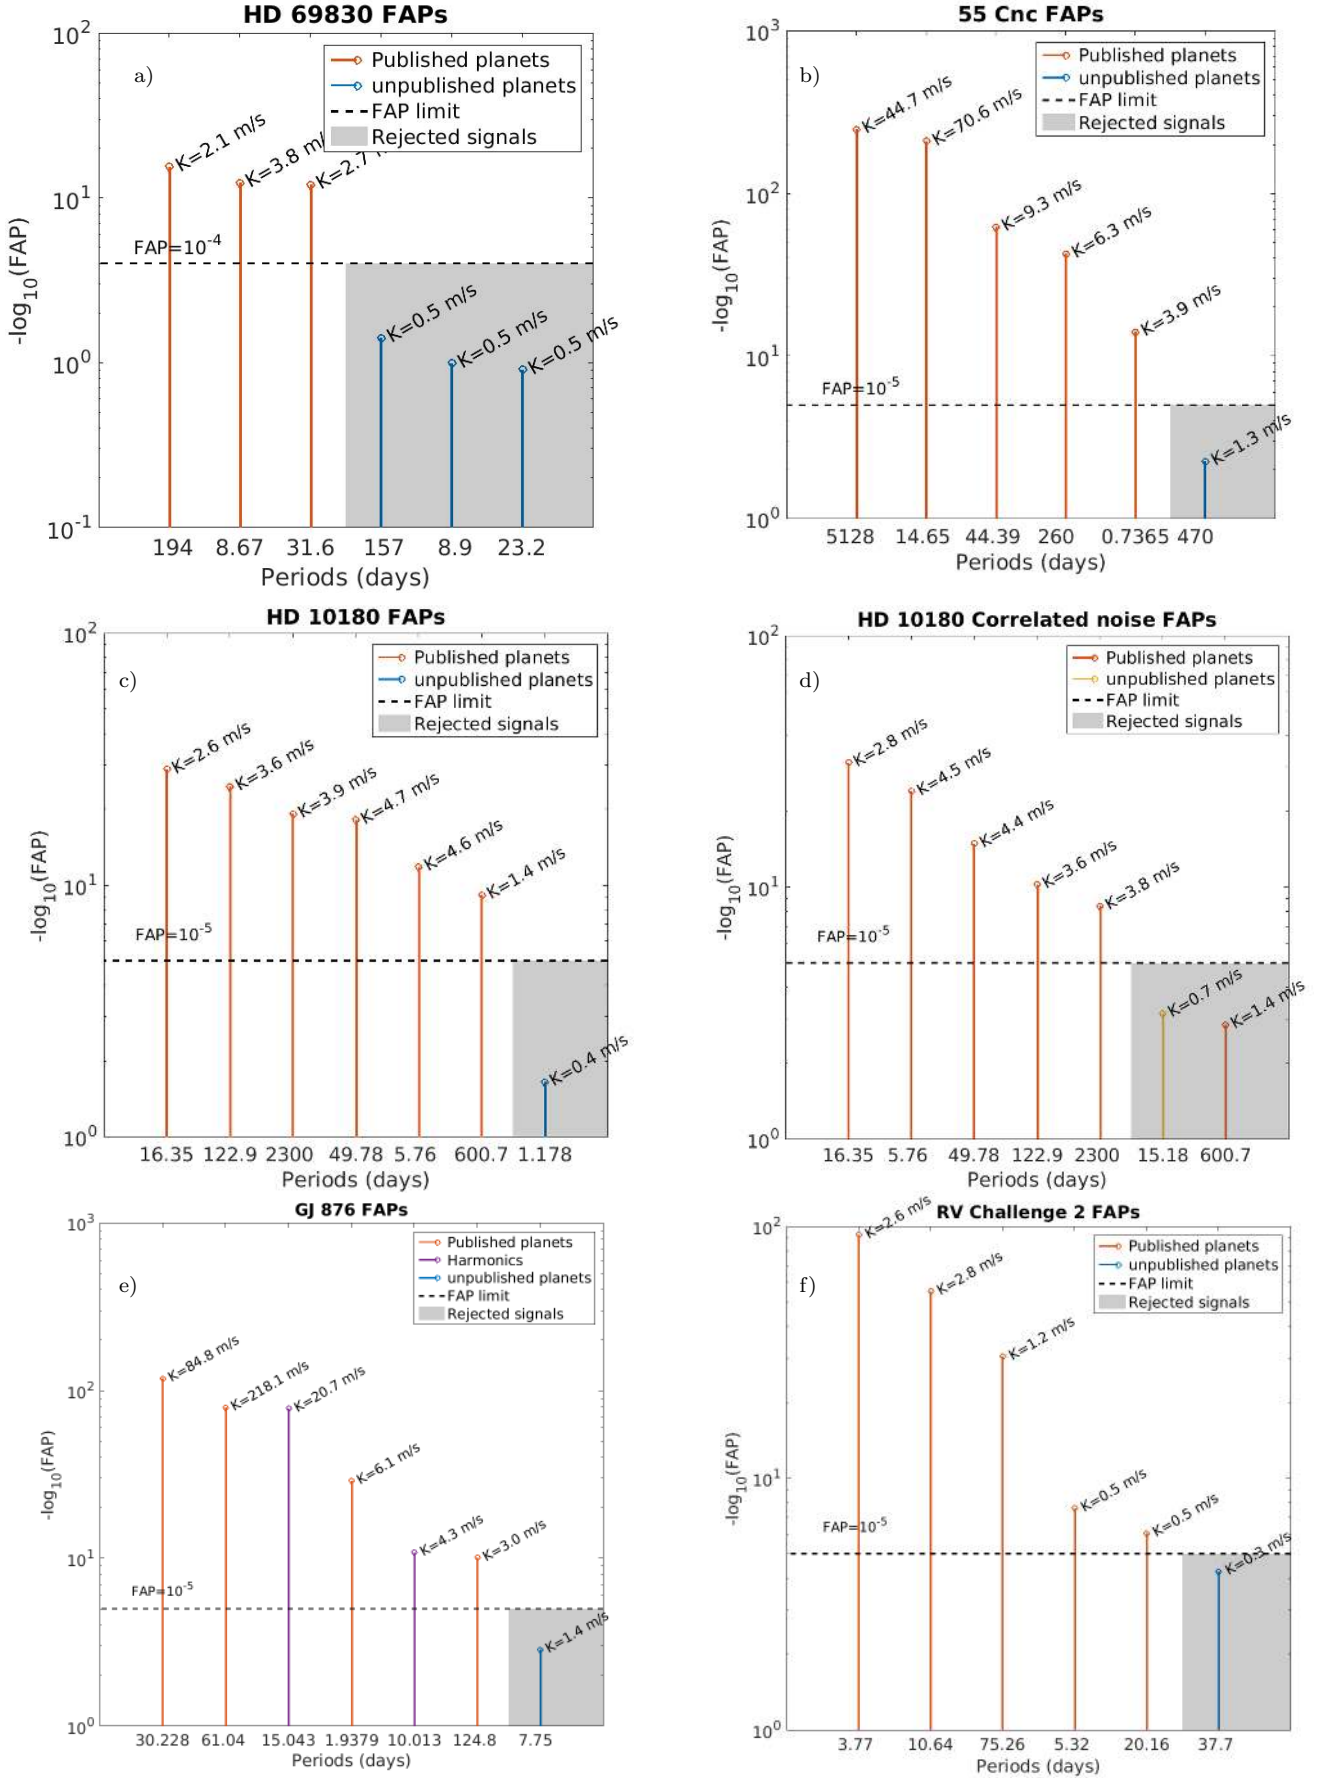 HD 69830 FAPs
a)
Published planets
unpublished planets
FAP limit
Rejected signals
10^2
10^1
10^0
10^-1
-log_10(FAP)
K=2.1 m/s
K=3.8 m/
K=2.7
FAP=10^-4
K=0.5 m/s
K=0.5 m/s
K=0.5 m/s
194 8.67 31.6 157 8.9 23.2
Periods (days)
55 Cnc FAPs
b)
Published planets
unpublished planets
FAP limit
Rejected signals
10^3
10^2
10^1
10^0
-log_10(FAP)
K=44.7 m/s
K=70.6 m/s
K=9.3 m/s
K=6.3 m/s
K=3.9 m/s
FAP=10^-5
K=1.3 m/s
5128 14.65 44.39 260 0.7365 470
Periods (days)
HD 10180 FAPs
c)
Published planets
unpublished planets
FAP limit
Rejected signals
10^2
10^1
10^0
-log_10(FAP)
K=2.6 m/s
K=3.6 m/s
K=3.9 m/s
K=4.7 m/s
K=4.6 m/s
K=1.4 m/s
FAP=10^-5
K=0.4 m/s
16.35 122.9 2300 49.78 5.76 600.7 1.178
Periods (days)
HD 10180 Correlated noise FAPs
d)
Published planets
unpublished planets
FAP limit
Rejected signals
10^2
10^1
10^0
-log_10(FAP)
K=2.8 m/s
K=4.5 m/s
K=4.4 m/s
K=3.6 m/s
K=3.8 m/s
FAP=10^-5
K=0.7 m/s
K=1.4 m/s
16.35 5.76 49.78 122.9 2300 15.18 600.7
Periods (days)
GJ 876 FAPs
e)
Published planets
Harmonics
unpublished planets
FAP limit
Rejected signals
10^3
10^2
10^1
10^0
-log_10(FAP)
K=84.8 m/s
K=218.1 m/s
K=20.7 m/s
K=6.1 m/s
K=4.3 m/s
K=3.0 m/s
FAP=10^-5
K=1.4 m/s
30.228 61.04 15.043 1.9379 10.013 124.8 7.75
Periods (days)
RV Challenge 2 FAPs
f)
Published planets
unpublished planets
FAP limit
Rejected signals
10^2
10^1
10^0
-log_10(FAP)
K=2.6 m/s
K=2.8 m/s
K=1.2 m/s
K=0.5 m/s
K=0.5 m/s
FAP=10^-5
K=0.3 m/s
3.77 10.64 75.26 5.32 20.16 37.7
Periods (days)